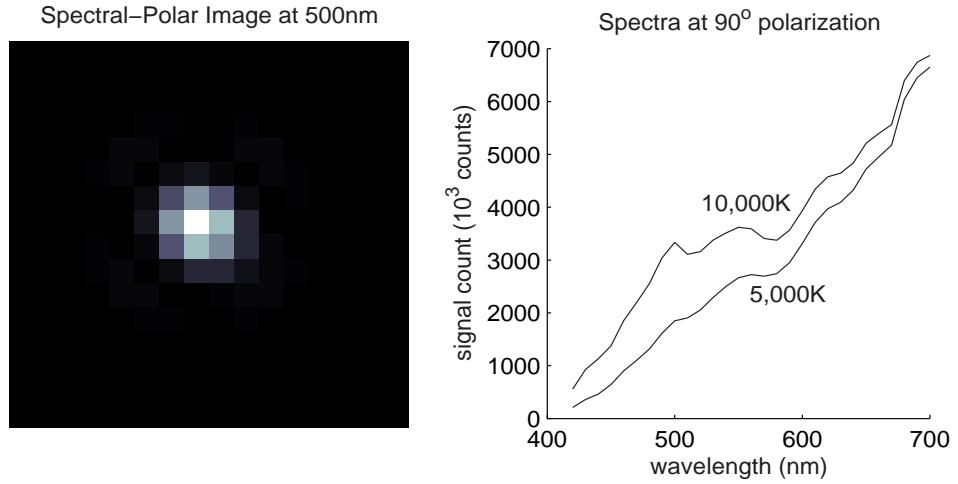 Spectral−Polar Image at 500nm
Spectra at 90° polarization
signal count (10³ counts)
7000
6000
5000
4000
3000
2000
1000
0
10,000K
5,000K
400
500
600
700
wavelength (nm)